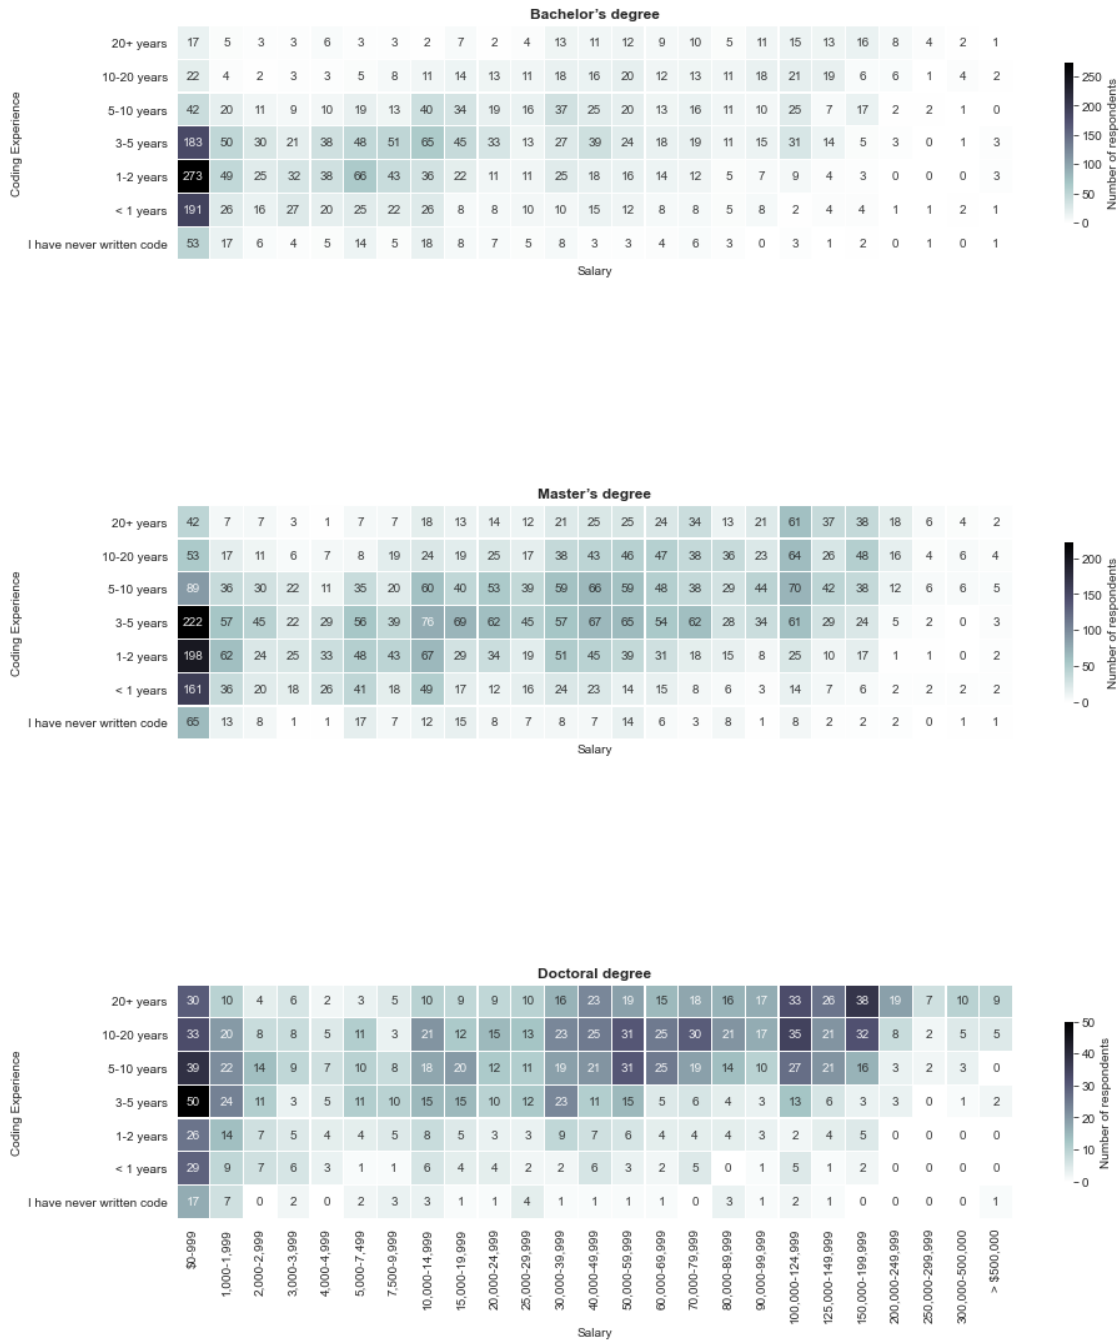 Bachelor's degree
Coding Experience
20+ years 17 5 3 3 6 3 3 2 7 2 4 13 11 12 9 10 5 11 15 13 16 8 4 2 1
10-20 years 22 4 2 3 3 5 8 11 14 13 11 18 16 20 12 13 11 18 21 19 6 6 1 4 2
5-10 years 42 20 11 9 10 19 13 40 34 19 16 37 25 20 13 16 11 10 25 7 17 2 2 1 0
3-5 years 183 50 30 21 38 48 51 65 45 33 13 27 39 24 18 19 11 15 31 14 5 3 0 1 3
1-2 years 273 49 25 32 38 66 43 36 22 11 11 25 18 16 14 12 5 7 9 4 3 0 0 0 3
< 1 years 191 26 16 27 20 25 22 26 8 8 10 10 15 12 8 8 5 8 2 4 4 1 1 2 1
I have never written code 53 17 6 4 5 14 5 18 8 7 5 8 3 3 4 6 3 0 3 1 2 0 1 0 1
Salary
250
200
150
100
50
0
Number of respondents
Master's degree
Coding Experience
20+ years 42 7 7 3 1 7 7 18 13 14 12 21 25 25 24 34 13 21 61 37 38 18 6 4 2
10-20 years 53 17 11 6 7 8 19 24 19 25 17 38 43 46 47 38 36 23 64 26 48 16 4 6 4
5-10 years 89 36 30 22 11 35 20 60 40 53 39 59 66 59 48 38 29 44 70 42 38 12 6 6 5
3-5 years 222 57 45 22 29 56 39 76 69 62 45 57 67 65 54 62 28 34 61 29 24 5 2 0 3
1-2 years 198 62 24 25 33 48 43 67 29 34 19 51 45 39 31 18 15 8 25 10 17 1 1 0 2
< 1 years 161 36 20 18 26 41 18 49 17 12 16 24 23 14 15 8 6 3 14 7 6 2 2 2 2
I have never written code 65 13 8 1 1 17 7 12 15 8 7 8 7 14 6 3 8 1 8 2 2 2 0 1 1
Salary
200
150
100
50
0
Number of respondents
Doctoral degree
Coding Experience
20+ years 30 10 4 6 2 3 5 10 9 9 10 16 23 19 15 18 16 17 33 26 38 19 7 10 9
10-20 years 33 20 8 8 5 11 3 21 12 15 13 23 25 31 25 30 21 17 35 21 32 8 2 5 5
5-10 years 39 22 14 9 7 10 8 18 20 12 11 19 21 31 25 19 14 10 27 21 16 3 2 3 0
3-5 years 50 24 11 3 5 11 10 15 15 10 12 23 11 15 5 6 4 3 13 6 3 3 0 1 2
1-2 years 26 14 7 5 4 4 5 8 5 3 3 9 7 6 4 4 4 3 2 4 5 0 0 0 0
< 1 years 29 9 7 6 3 1 1 6 4 4 2 2 6 3 2 5 0 1 5 1 2 0 0 0 0
I have never written code 17 7 0 2 0 2 3 3 1 1 4 1 1 1 1 0 3 1 2 1 0 0 0 0 1
$0-999
1,000-1,999
2,000-2,999
3,000-3,999
4,000-4,999
5,000-7,499
7,500-9,999
10,000-14,999
15,000-19,999
20,000-24,999
25,000-29,999
30,000-39,999
40,000-49,999
50,000-59,999
60,000-69,999
70,000-79,999
80,000-89,999
90,000-99,999
100,000-124,999
125,000-149,999
150,000-199,999
200,000-249,999
250,000-299,999
300,000-500,000
> $500,000
Salary
50
40
30
20
10
0
Number of respondents